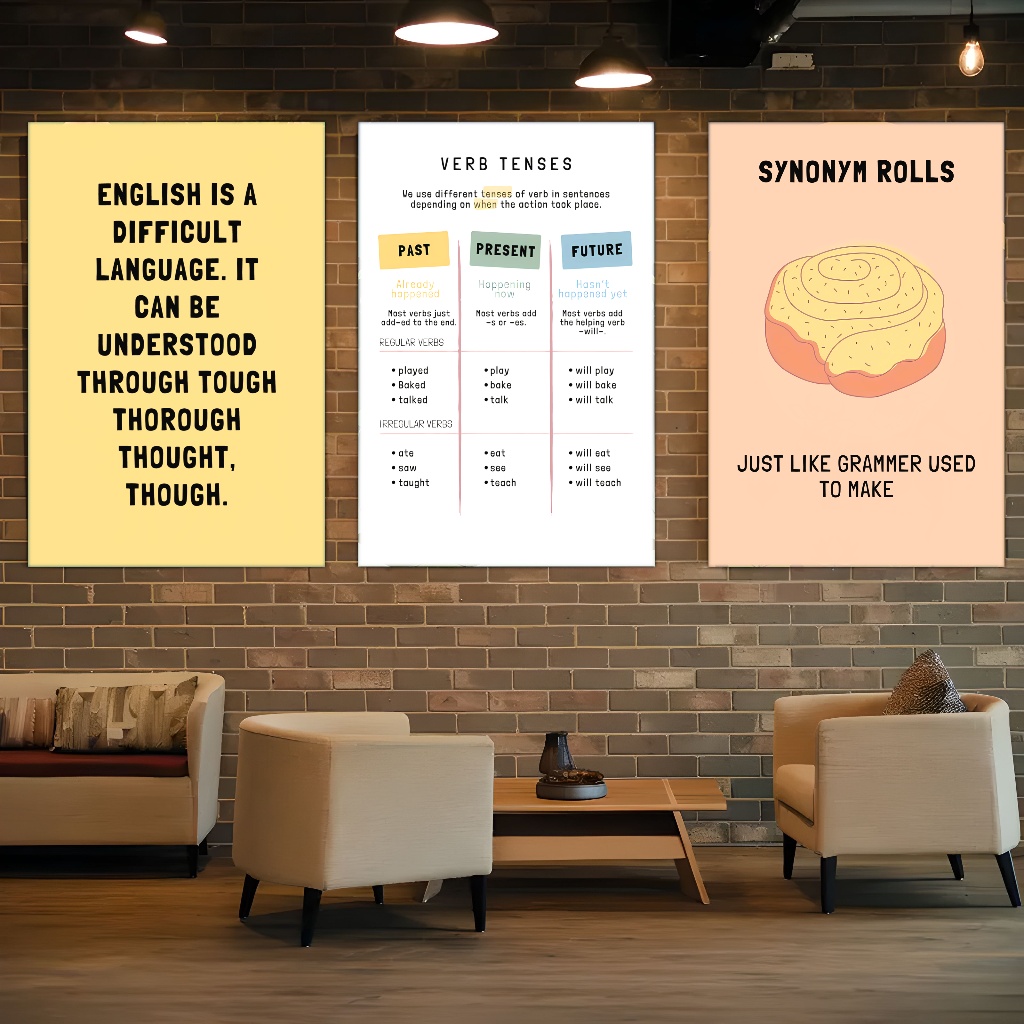 ENGLISH IS A
DIFFICULT
LANGUAGE. IT
CAN BE
UNDERSTOOD
THROUGH TOUGH
THOROUGH
THOUGHT,
THOUGH.
VERB TENSES
We use different tenses of verb in sentences
depending on when the action took place.
PAST PRESENT FUTURE
Already happened
Happening now
Hasn't happened yet
Most verbs just
add-ed to the end.
Most verbs add
-s or -es.
Most verbs add
the helping verb
-will-.
REGULAR VERBS
• played • play • will play
• Baked • bake • will bake
• talked • talk • will talk
IRREGULAR VERBS
• ate • eat • will eat
• saw • see • will see
• taught • teach • will teach
SYNONYM ROLLS
JUST LIKE GRAMMER USED
TO MAKE